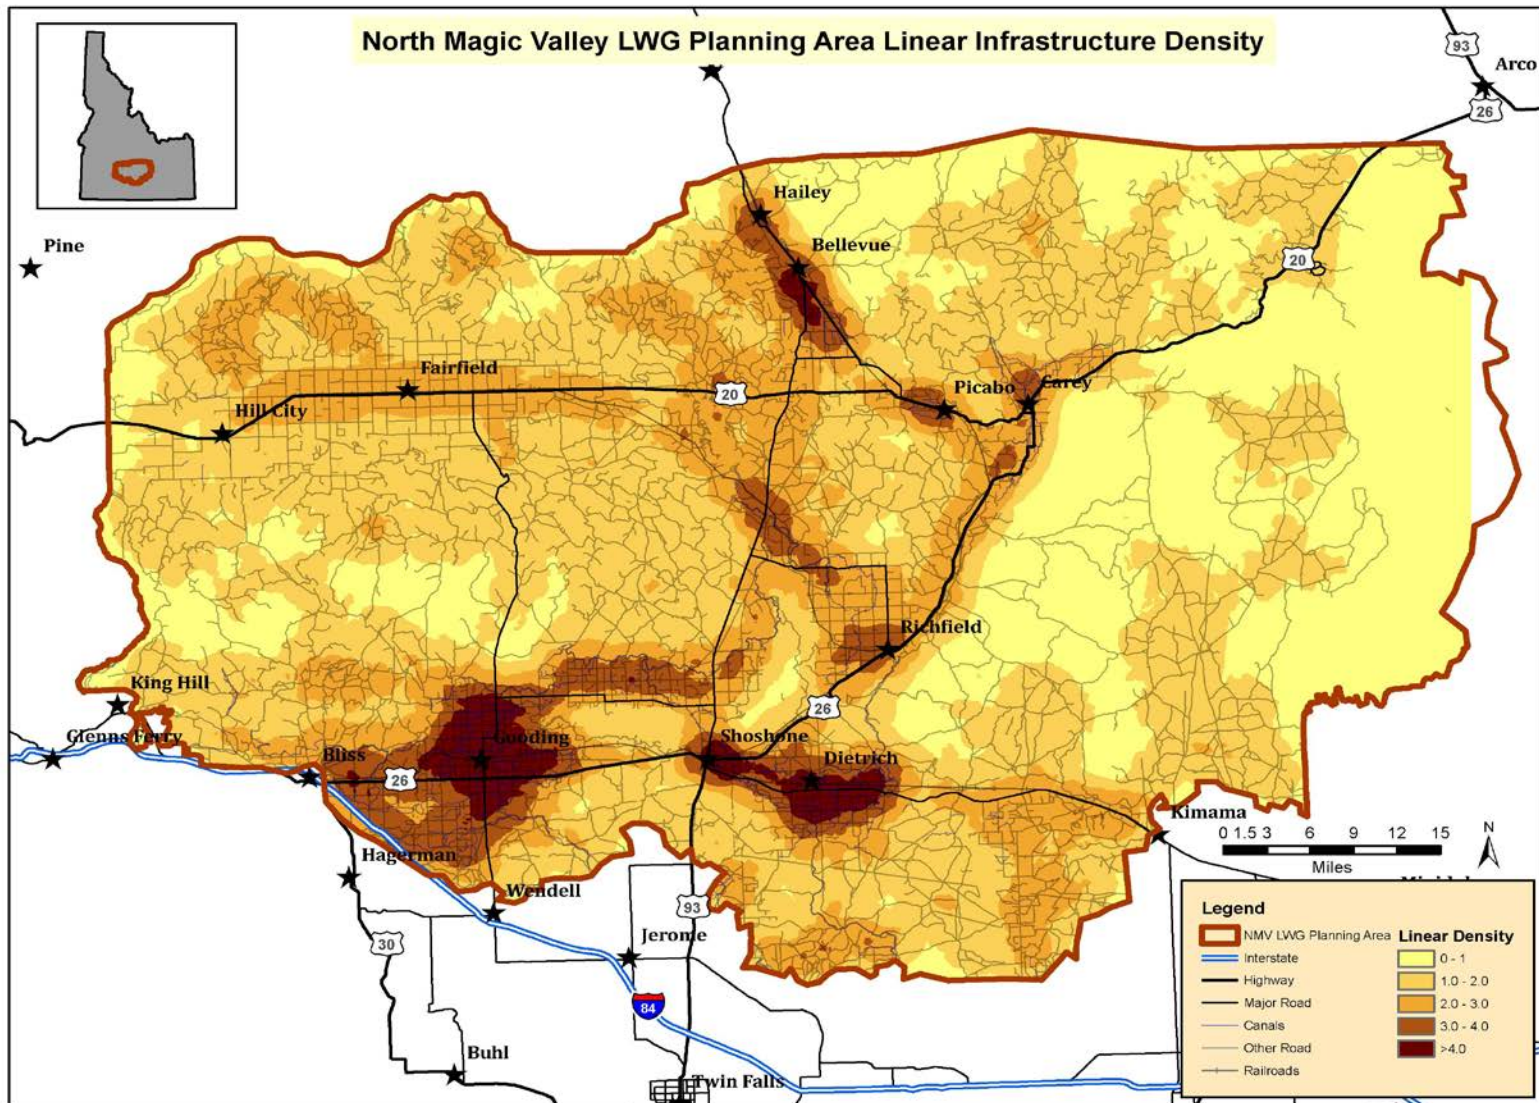 North Magic Valley LWG Planning Area Linear Infrastructure Density
93
Arco
26
Hailey
Pine
Bellevue
20
Fairfield
20
Picabo
Carey
Hill City
Richfield
King Hill
26
Glenns Ferry
Bliss
Gooding
Shoshone
Dietrich
26
Kimama
0 1.5 3 6 9 12 15
Miles
N
Hagerman
Wendell
93
Jerome
30
84
Buhl
Twin Falls
Legend
NMV LWG Planning Area
Interstate
Highway
Major Road
Canals
Other Road
Railroads
Linear Density
0 - 1
1.0 - 2.0
2.0 - 3.0
3.0 - 4.0
>4.0